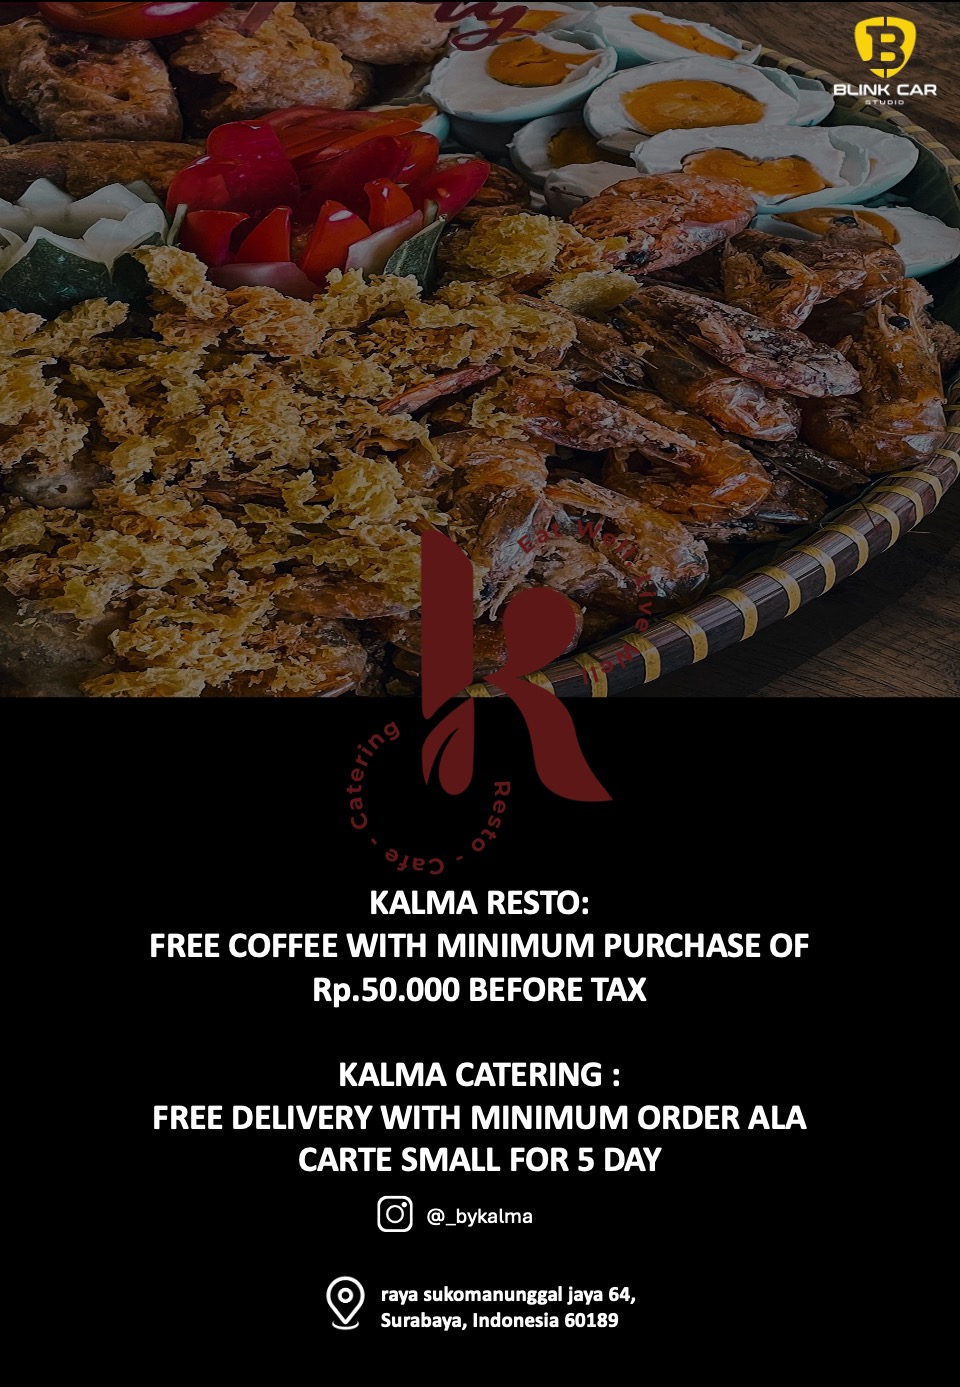 by
BLINK CAR
STUDIO
Eat Well Live Well
Catering - Cafe - Resto
KALMA RESTO:
FREE COFFEE WITH MINIMUM PURCHASE OF
Rp.50.000 BEFORE TAX
KALMA CATERING :
FREE DELIVERY WITH MINIMUM ORDER ALA
CARTE SMALL FOR 5 DAY
@_bykalma
raya sukomanunggal jaya 64,
Surabaya, Indonesia 60189